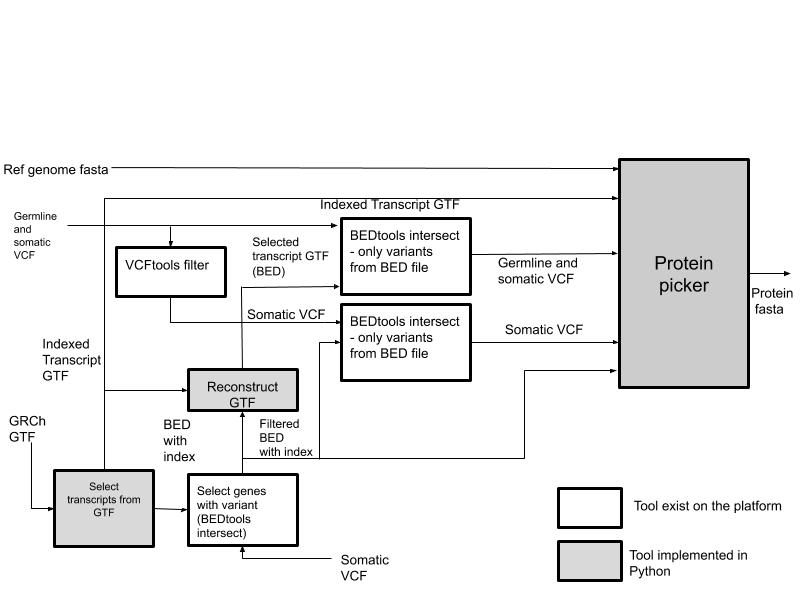 Ref genome fasta
Indexed Transcript GTF
Germline
and
somatic
VCF
VCFtools filter
Selected
transcript GTF
(BED)
BEDtools intersect
- only variants
from BED file
Germline and
somatic VCF
Protein
picker
Protein
fasta
Somatic VCF
BEDtools intersect
- only variants
from BED file
Somatic VCF
Indexed
Transcript
GTF
Reconstruct
GTF
GRCh
GTF
BED
with
index
Filtered
BED
with index
Select
transcripts from
GTF
Select genes
with variant
(BEDtools
intersect)
Somatic
VCF
Tool exist on the platform
Tool implemented in
Python